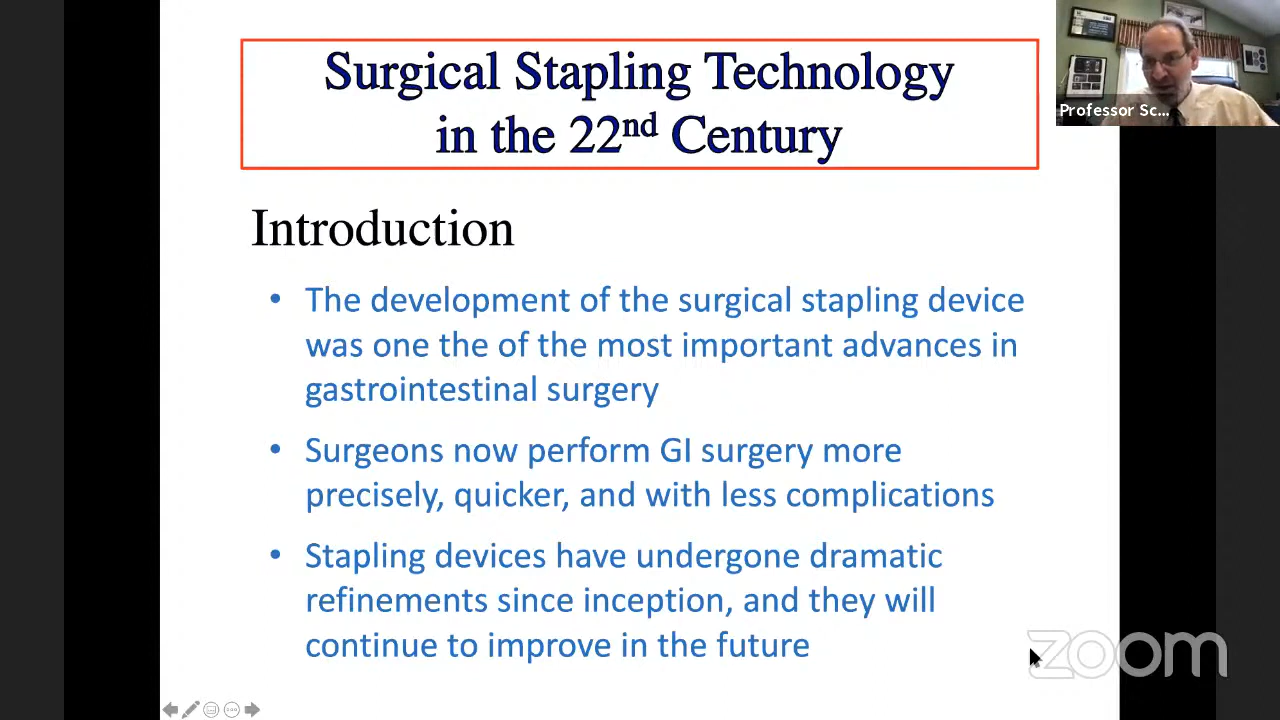 Surgical Stapling Technology
in the 22nd Century
Professor Sc...
Introduction
• The development of the surgical stapling device
was one the of the most important advances in
gastrointestinal surgery
• Surgeons now perform GI surgery more
precisely, quicker, and with less complications
• Stapling devices have undergone dramatic
refinements since inception, and they will
continue to improve in the future
zoom